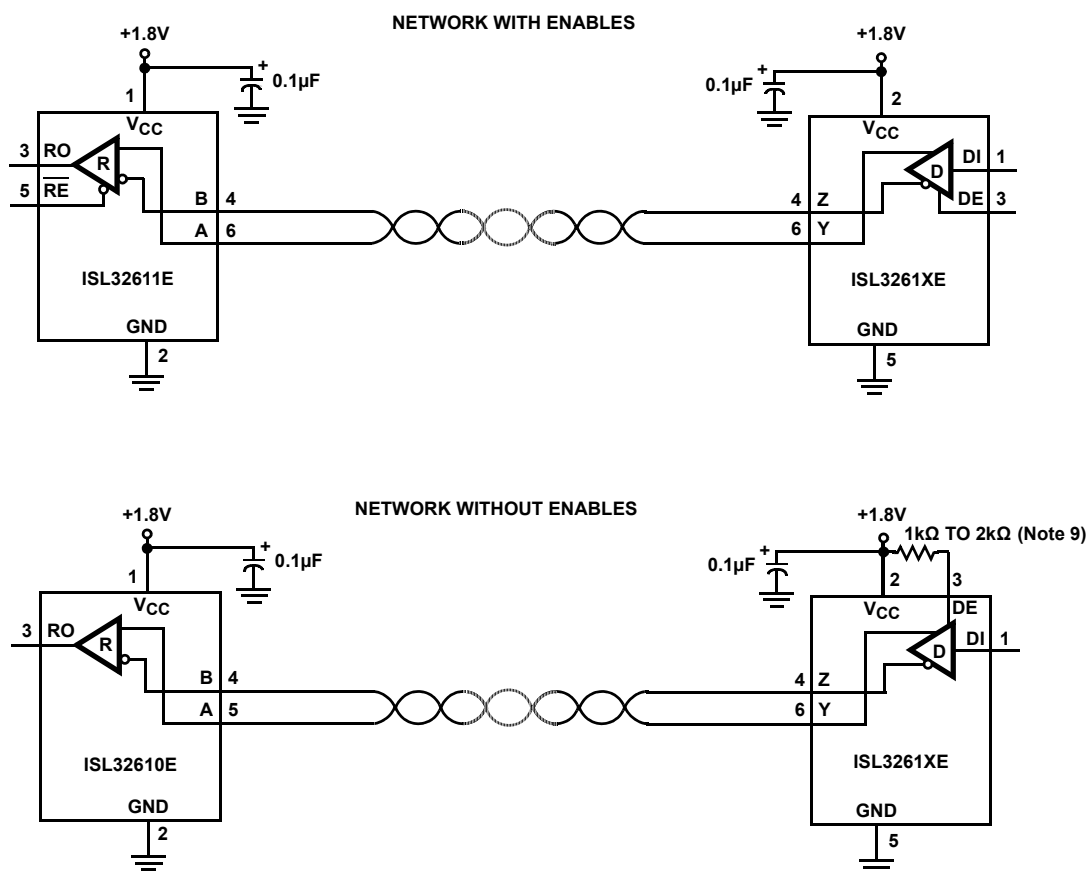 NETWORK WITH ENABLES
+1.8V
+
0.1µF
1
VCC
3 RO
R
5 RE
B 4
A 6
ISL32611E
GND
2
+1.8V
+
0.1µF
2
VCC
D
DI 1
DE 3
4 Z
6 Y
ISL3261XE
GND
5
NETWORK WITHOUT ENABLES
+1.8V
+
0.1µF
1
VCC
3 RO
R
B 4
A 5
ISL32610E
GND
2
+1.8V
1kΩ TO 2kΩ (Note 9)
+
0.1µF
2
3
VCC
DE
D
DI 1
4 Z
6 Y
ISL3261XE
GND
5